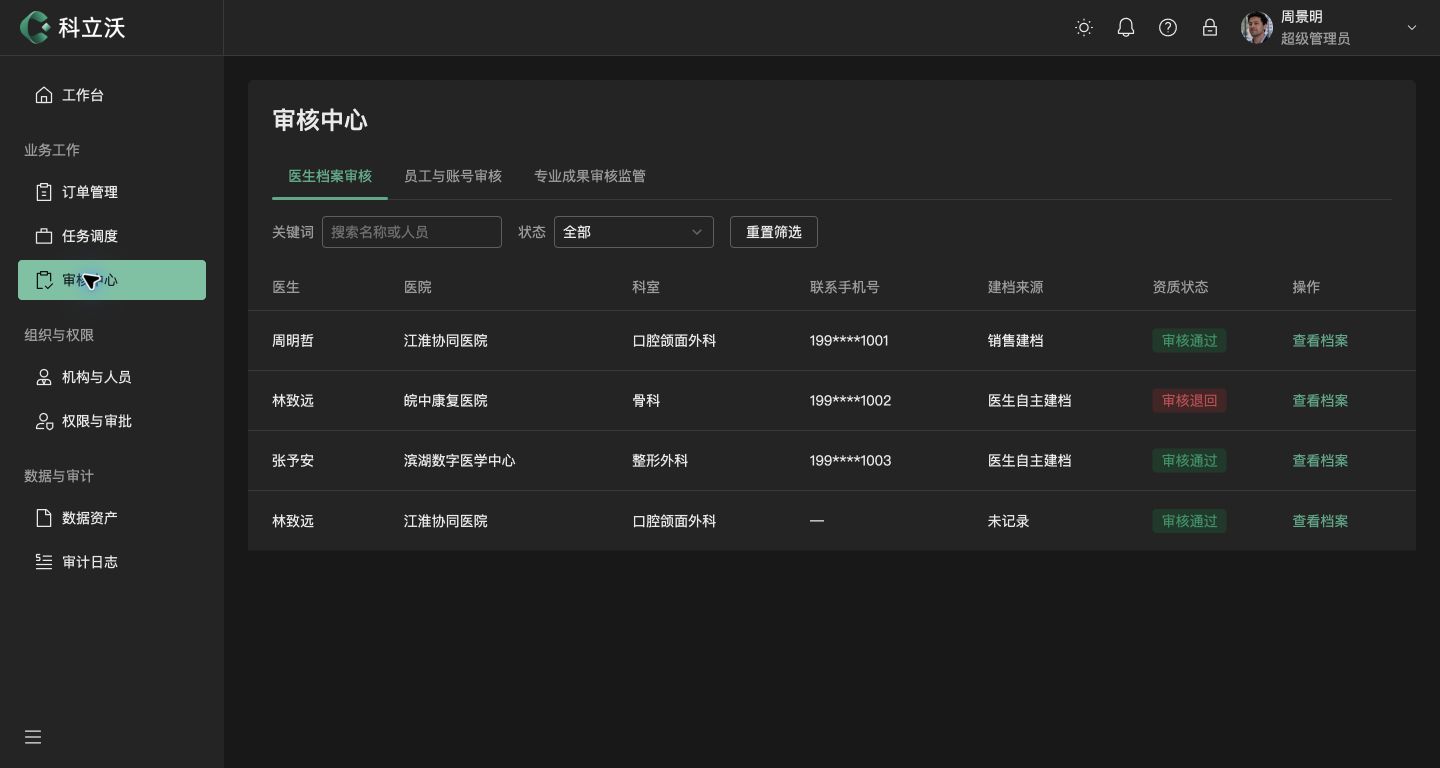 科立沃
周景明
超级管理员
工作台
业务工作
订单管理
任务调度
审核中心
组织与权限
机构与人员
权限与审批
数据与审计
数据资产
审计日志
审核中心
医生档案审核 员工与账号审核 专业成果审核监管
关键词 搜索名称或人员 状态 全部 重置筛选
医生 医院 科室 联系手机号 建档来源 资质状态 操作
周明哲 江淮协同医院 口腔颌面外科 199****1001 销售建档 审核通过 查看档案
林致远 皖中康复医院 骨科 199****1002 医生自主建档 审核退回 查看档案
张予安 滨湖数字医学中心 整形外科 199****1003 医生自主建档 审核通过 查看档案
林致远 江淮协同医院 口腔颌面外科 — 未记录 审核通过 查看档案